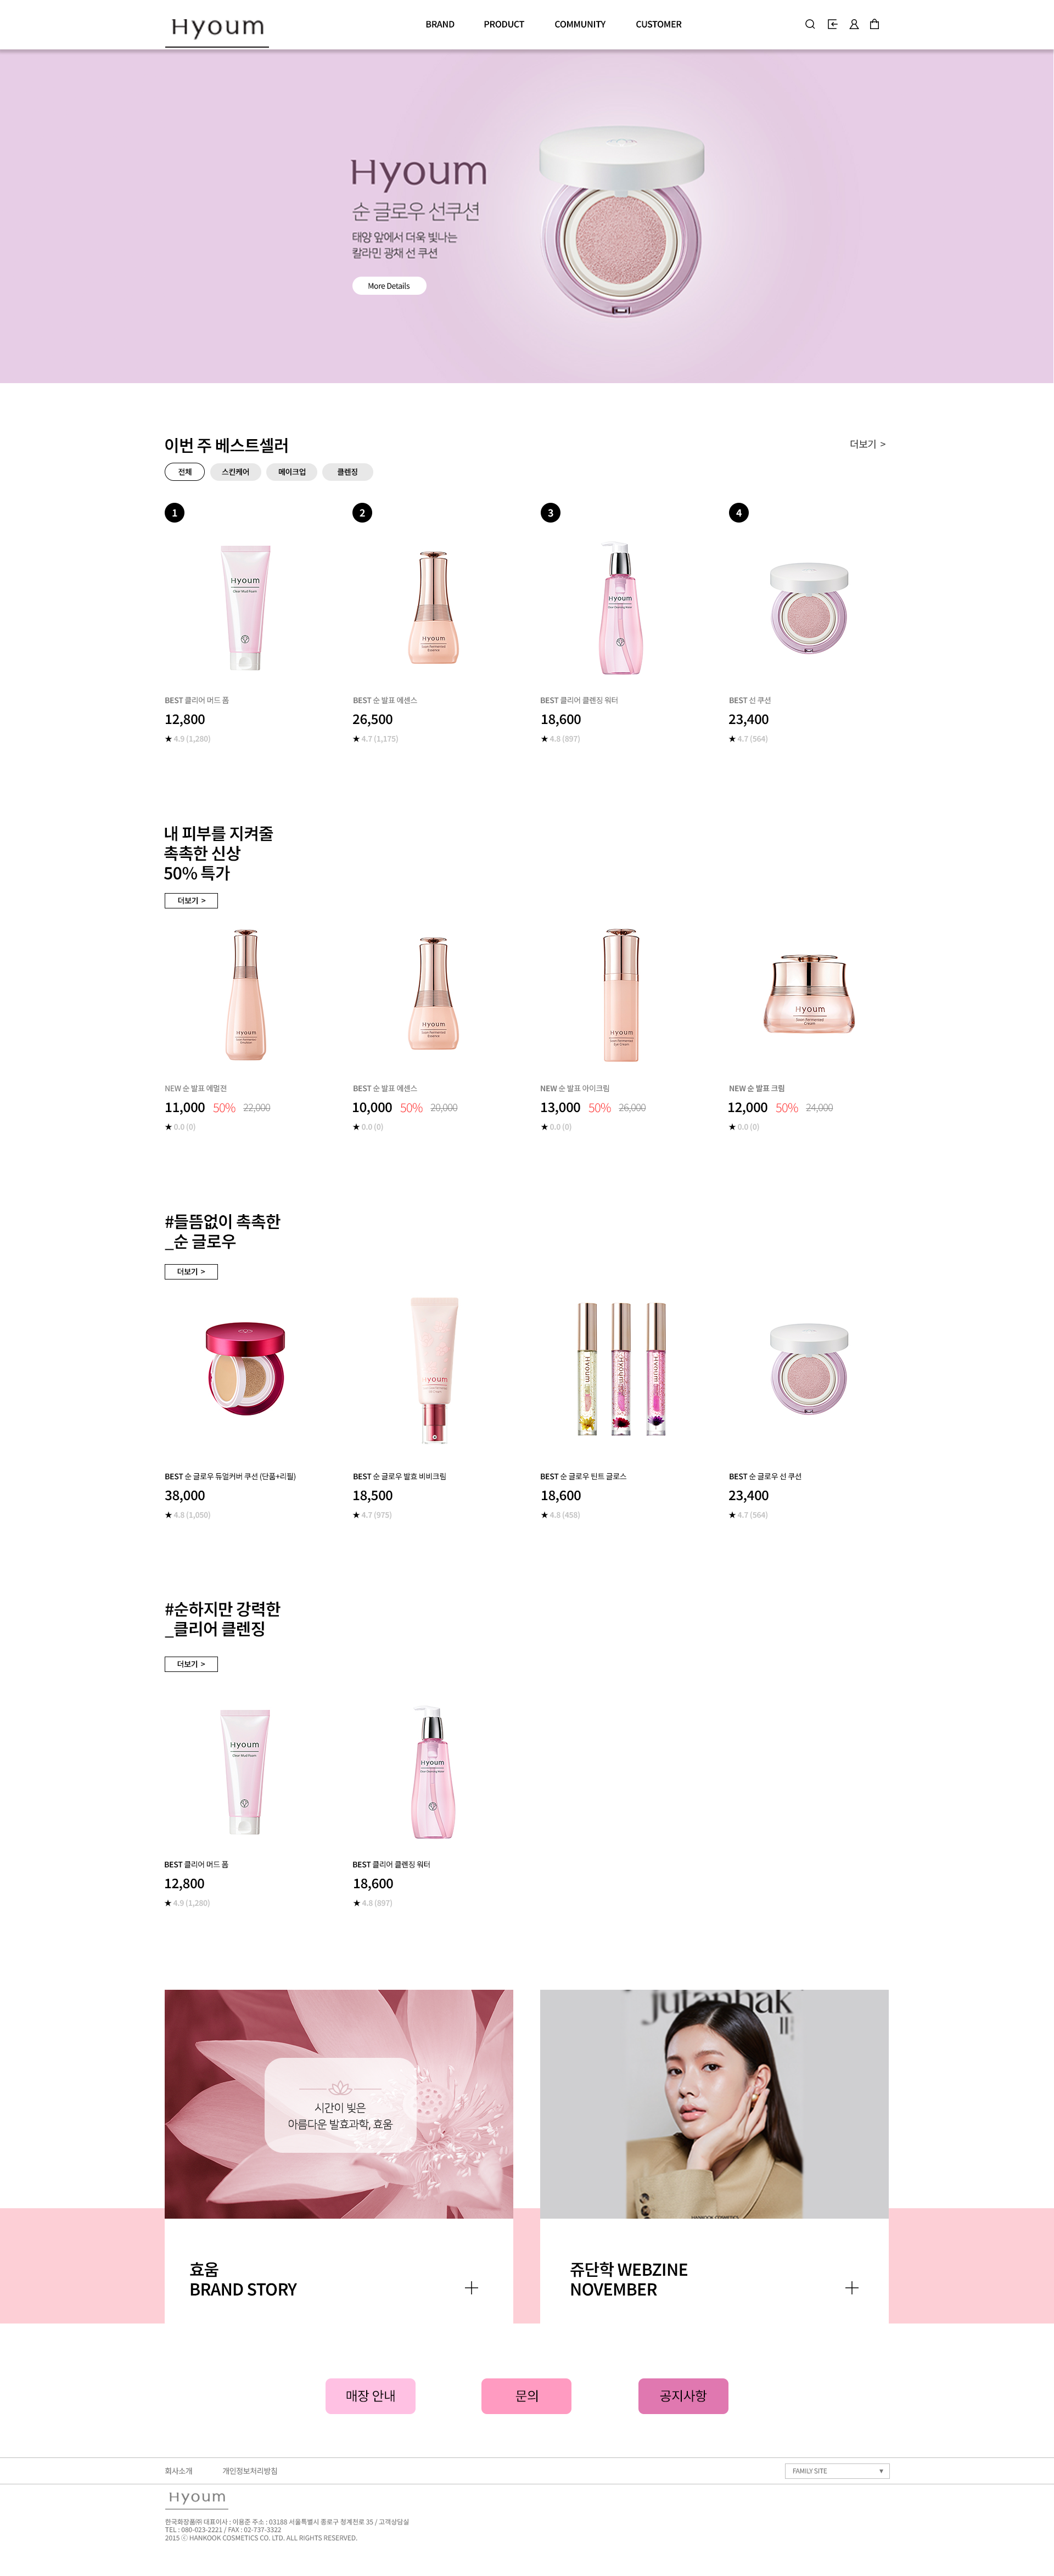 Hyoum
BRAND PRODUCT COMMUNITY CUSTOMER
Hyoum
순 글로우 선쿠션
태양 앞에서 더욱 빛나는
칼라민 광채 선 쿠션
More Details
이번 주 베스트셀러
더보기 >
전체 스킨케어 메이크업 클렌징
1 2 3 4
Hyoum
Hyoum
Hyoum
BEST 클리어 머드 폼
12,800
★ 4.9 (1,280)
BEST 순 발표 에센스
26,500
★ 4.7 (1,175)
BEST 클리어 클렌징 워터
18,600
★ 4.8 (897)
BEST 선 쿠션
23,400
★ 4.7 (564)
내 피부를 지켜줄
촉촉한 신상
50% 특가
더보기 >
Hyoum
Hyoum
Hyoum
Hyoum
NEW 순 발표 에멀젼
11,000 50% 22,000
★ 0.0 (0)
BEST 순 발표 에센스
10,000 50% 20,000
★ 0.0 (0)
NEW 순 발표 아이크림
13,000 50% 26,000
★ 0.0 (0)
NEW 순 발표 크림
12,000 50% 24,000
★ 0.0 (0)
#들뜸없이 촉촉한
_순 글로우
더보기 >
Hyoum
Hyoum
Hyoum
Hyoum
BEST 순 글로우 듀얼커버 쿠션 (단품+리필)
38,000
★ 4.8 (1,050)
BEST 순 글로우 발효 비비크림
18,500
★ 4.7 (975)
BEST 순 글로우 틴트 글로스
18,600
★ 4.8 (458)
BEST 순 글로우 선 쿠션
23,400
★ 4.7 (564)
#순하지만 강력한
_클리어 클렌징
더보기 >
Hyoum
Hyoum
BEST 클리어 머드 폼
12,800
★ 4.9 (1,280)
BEST 클리어 클렌징 워터
18,600
★ 4.8 (897)
시간이 빚은
아름다운 발효과학, 효움
jutanhak
효움
BRAND STORY
쥬단학 WEBZINE
NOVEMBER
매장 안내 문의 공지사항
회사소개 개인정보처리방침
FAMILY SITE ▼
Hyoum
한국화장품㈜ 대표이사 : 이용준 주소 : 03188 서울특별시 종로구 청계천로 35 / 고객상담실
TEL : 080-023-2221 / FAX : 02-737-3322
2015 ⓒ HANKOOK COSMETICS CO. LTD. ALL RIGHTS RESERVED.